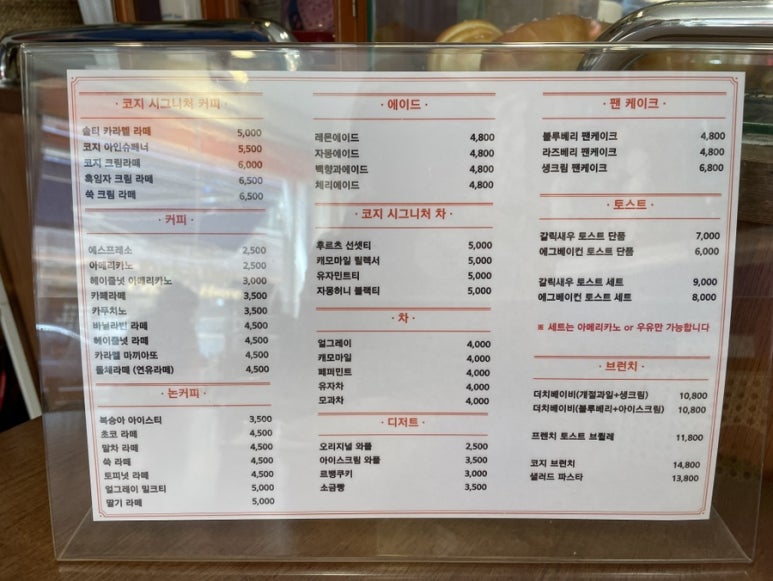 · 코지 시그니처 커피 ·
솔티 카라멜 라떼 5,000
코지 아인슈페너 5,500
코지 크림라떼 6,000
흑임자 크림 라떼 6,500
쑥 크림 라떼 6,500
· 커피 ·
에스프레소 2,500
아메리카노 2,500
헤이즐넛 아메리카노 3,000
카페라떼 3,500
카푸치노 3,500
바닐라빈 라떼 4,500
헤이즐넛 라떼 4,500
카라멜 마끼아또 4,500
돌체라떼 (연유라떼) 4,500
· 논커피 ·
복숭아 아이스티 3,500
초코 라떼 4,500
말차 라떼 4,500
쑥 라떼 4,500
토피넛 라떼 4,500
얼그레이 밀크티 5,000
딸기 라떼 5,000
· 에이드 ·
레몬에이드 4,800
자몽에이드 4,800
백향과에이드 4,800
체리에이드 4,800
· 코지 시그니처 차 ·
후르츠 선셋티 5,000
캐모마일 릴렉서 5,000
유자민트티 5,000
자몽허니 블랙티 5,000
· 차 ·
얼그레이 4,000
캐모마일 4,000
페퍼민트 4,000
유자차 4,000
모과차 4,000
· 디저트 ·
오리지널 와플 2,500
아이스크림 와플 3,500
르뱅쿠키 3,000
소금빵 3,500
· 팬 케이크 ·
블루베리 팬케이크 4,800
라즈베리 팬케이크 4,800
생크림 팬케이크 6,800
· 토스트 ·
갈릭새우 토스트 단품 7,000
에그베이컨 토스트 단품 6,000
갈릭새우 토스트 세트 9,000
에그베이컨 토스트 세트 8,000
※ 세트는 아메리카노 or 우유만 가능합니다
· 브런치 ·
더치베이비(계절과일+생크림) 10,800
더치베이비(블루베리+아이스크림) 10,800
프렌치 토스트 브륄레 11,800
코지 브런치 14,800
샐러드 파스타 13,800